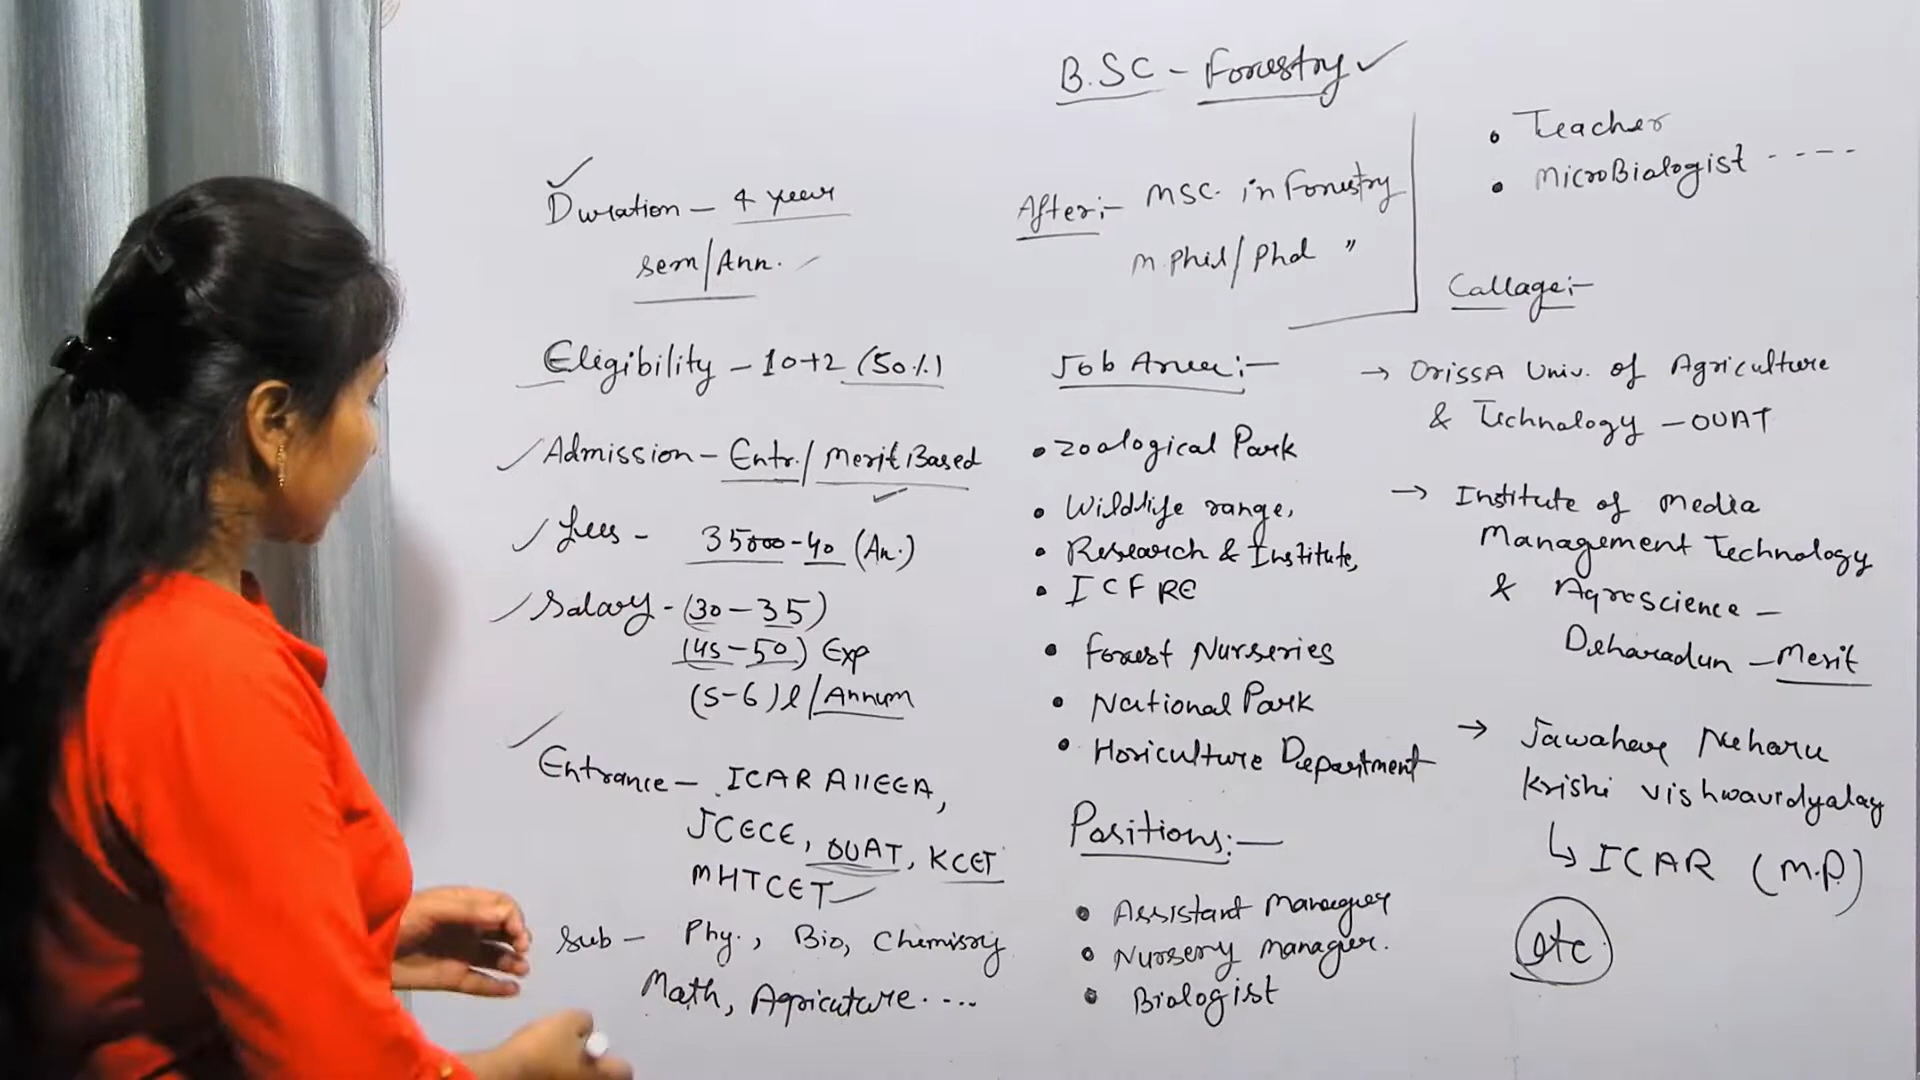 B.SC - Forestry
Duration - 4 year
sem/Ann.
Eligibility - 10+2 (50%)
Admission - Entr./Merit Based
fees - 35000-40 (An.)
Salary - (30-35)
(45-50) Exp
(5-6) l/Annum
Entrance - ICAR AIEEA,
JCECE, OUAT, KCET
MHTCET
Sub - Phy., Bio, Chemisry
Math, Agricuture....
After:- MSC. in Forestry
M.Phil/Phd "
Job Area:-
• Zoological Park
• Wildlife range,
• Research & Institute,
• ICFRE
• Forest Nurseries
• National Park
• Horiculture Department
Positions:-
• Assistant Manager
• Nursery Manager.
• Biologist
• Teacher
• MicroBiologist ----
Callage:-
→ Orissa Univ. of Agriculture
& Technology - OUAT
→ Institute of Media
Management Technology
& Agroscience -
Deharadun - Merit
→ Jawahar Neharu
Krishi Vishwavidyalay
↳ ICAR (M.P)
etc